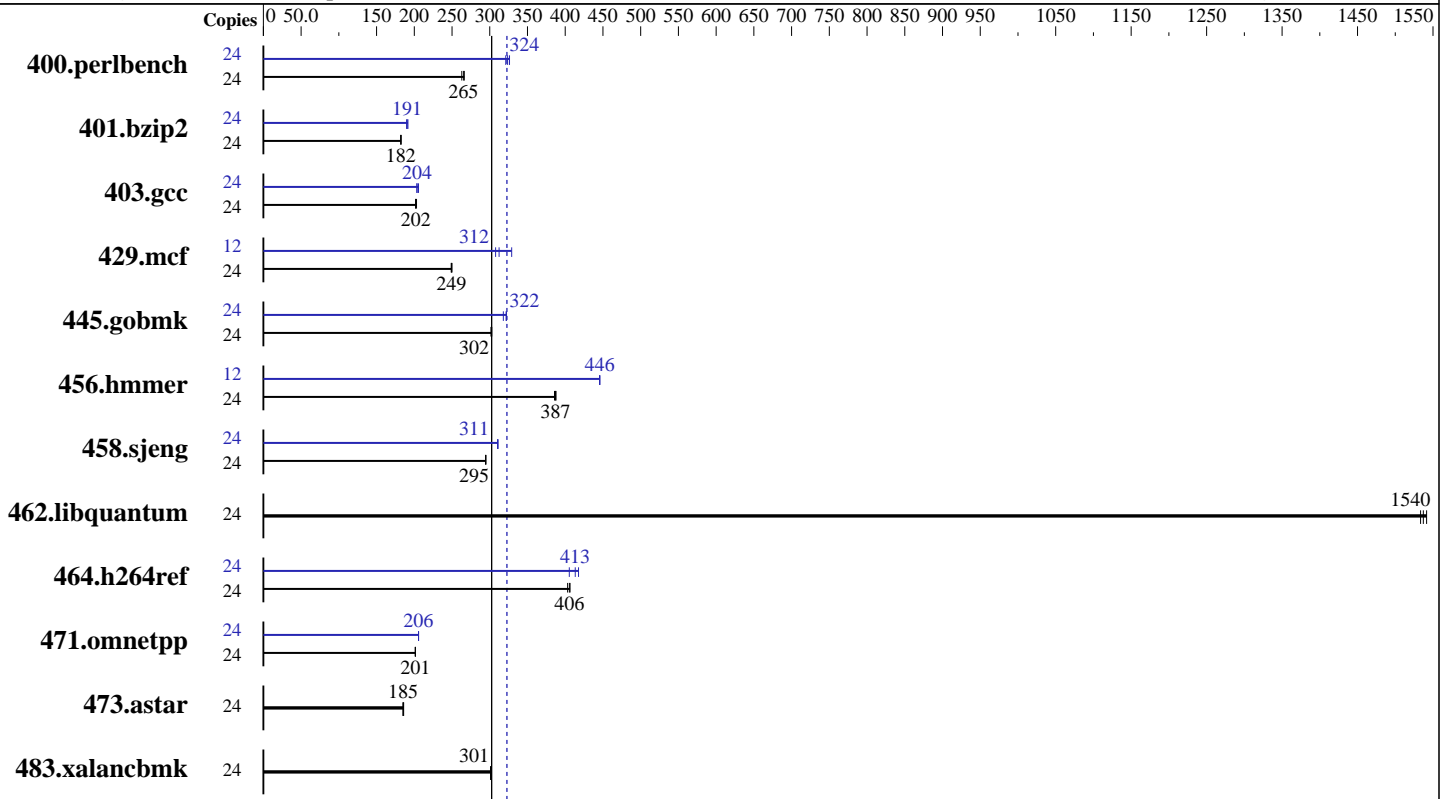 Copies 0 50.0 150 200 250 300 350 400 450 500 550 600 650 700 750 800 850 900 950 1050 1150 1250 1350 1450 1550
324
400.perlbench 24
24
265
191
401.bzip2 24
24
182
204
403.gcc 24
24
202
312
429.mcf 12
24
249
322
445.gobmk 24
24
302
446
456.hmmer 12
24
387
311
458.sjeng 24
24
295
1540
462.libquantum 24
413
464.h264ref 24
24
406
206
471.omnetpp 24
24
201
185
473.astar 24
301
483.xalancbmk 24